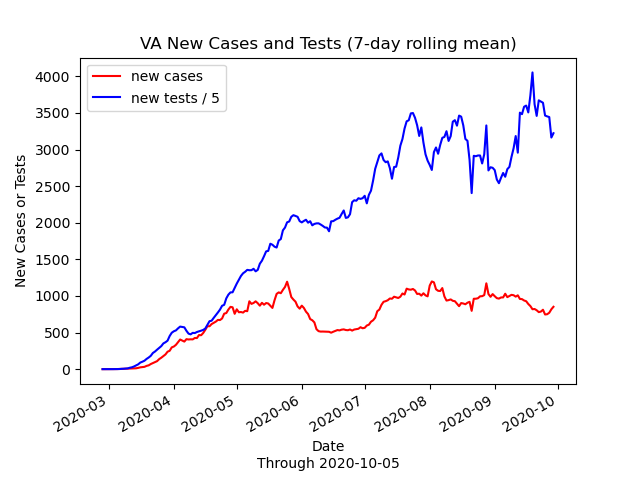 VA New Cases and Tests (7-day rolling mean)
new cases
new tests / 5
New Cases or Tests
4000
3500
3000
2500
2000
1500
1000
500
0
2020-03
2020-04
2020-05
2020-06
2020-07
2020-08
2020-09
2020-10
Date
Through 2020-10-05